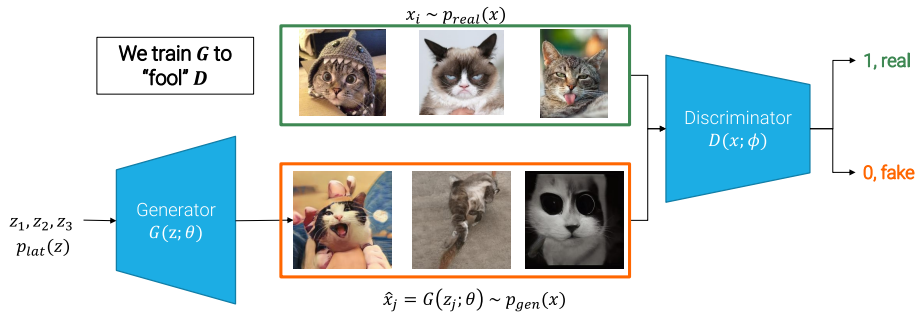 x_i ~ p_real(x)
We train G to
"fool" D
1, real
Discriminator
D(x; ϕ)
0, fake
Generator
G(z; θ)
z_1, z_2, z_3
p_lat(z)
x̂_j = G(z_j; θ) ~ p_gen(x)